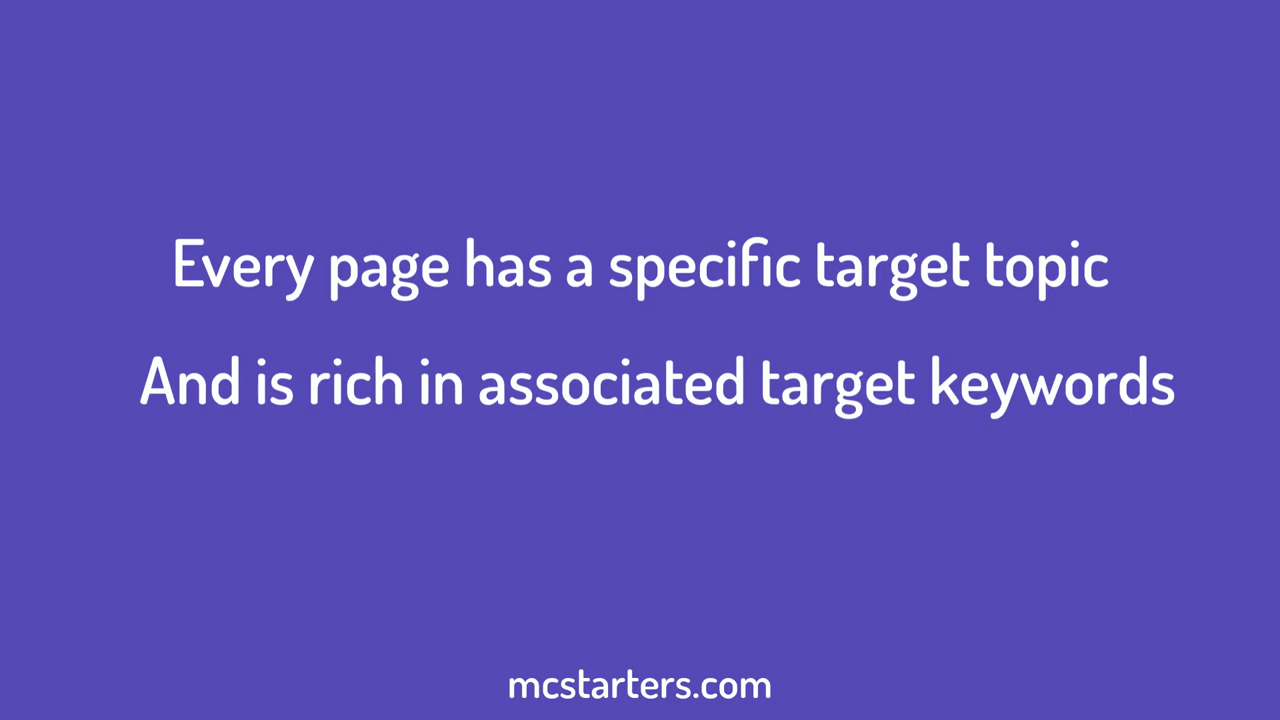 Every page has a specific target topic
And is rich in associated target keywords
mcstarters.com